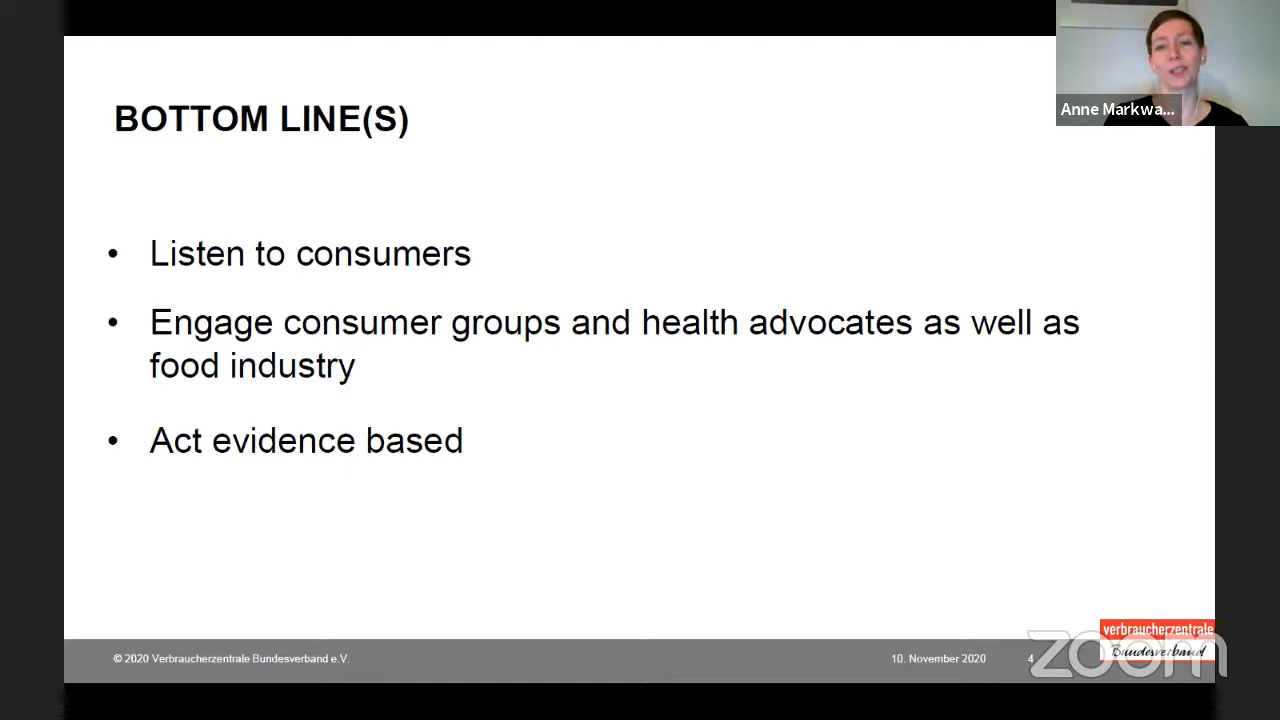 BOTTOM LINE(S)
Anne Markwa...
• Listen to consumers
• Engage consumer groups and health advocates as well as
food industry
• Act evidence based
© 2020 Verbraucherzentrale Bundesverband e.V.
10. November 2020
4
verbraucherzentrale
Bundesverband
zoom